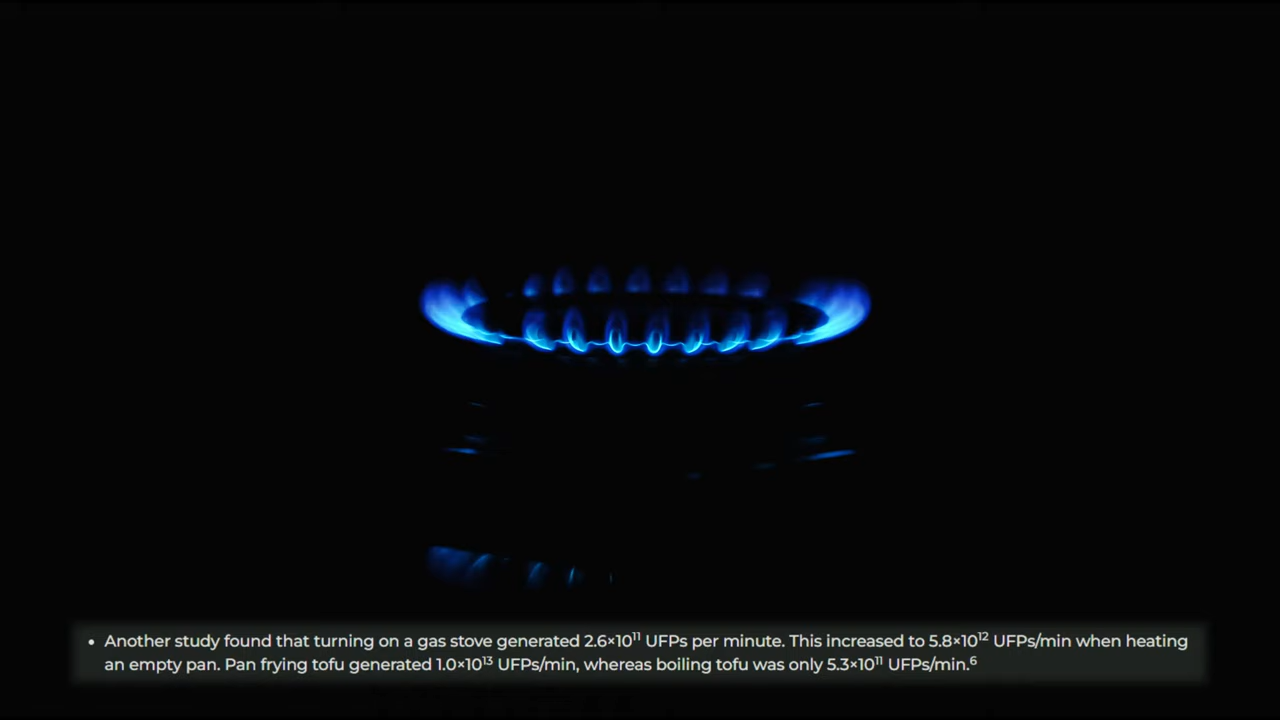 • Another study found that turning on a gas stove generated 2.6×10¹¹ UFPs per minute. This increased to 5.8×10¹² UFPs/min when heating
an empty pan. Pan frying tofu generated 1.0×10¹³ UFPs/min, whereas boiling tofu was only 5.3×10¹¹ UFPs/min.⁶